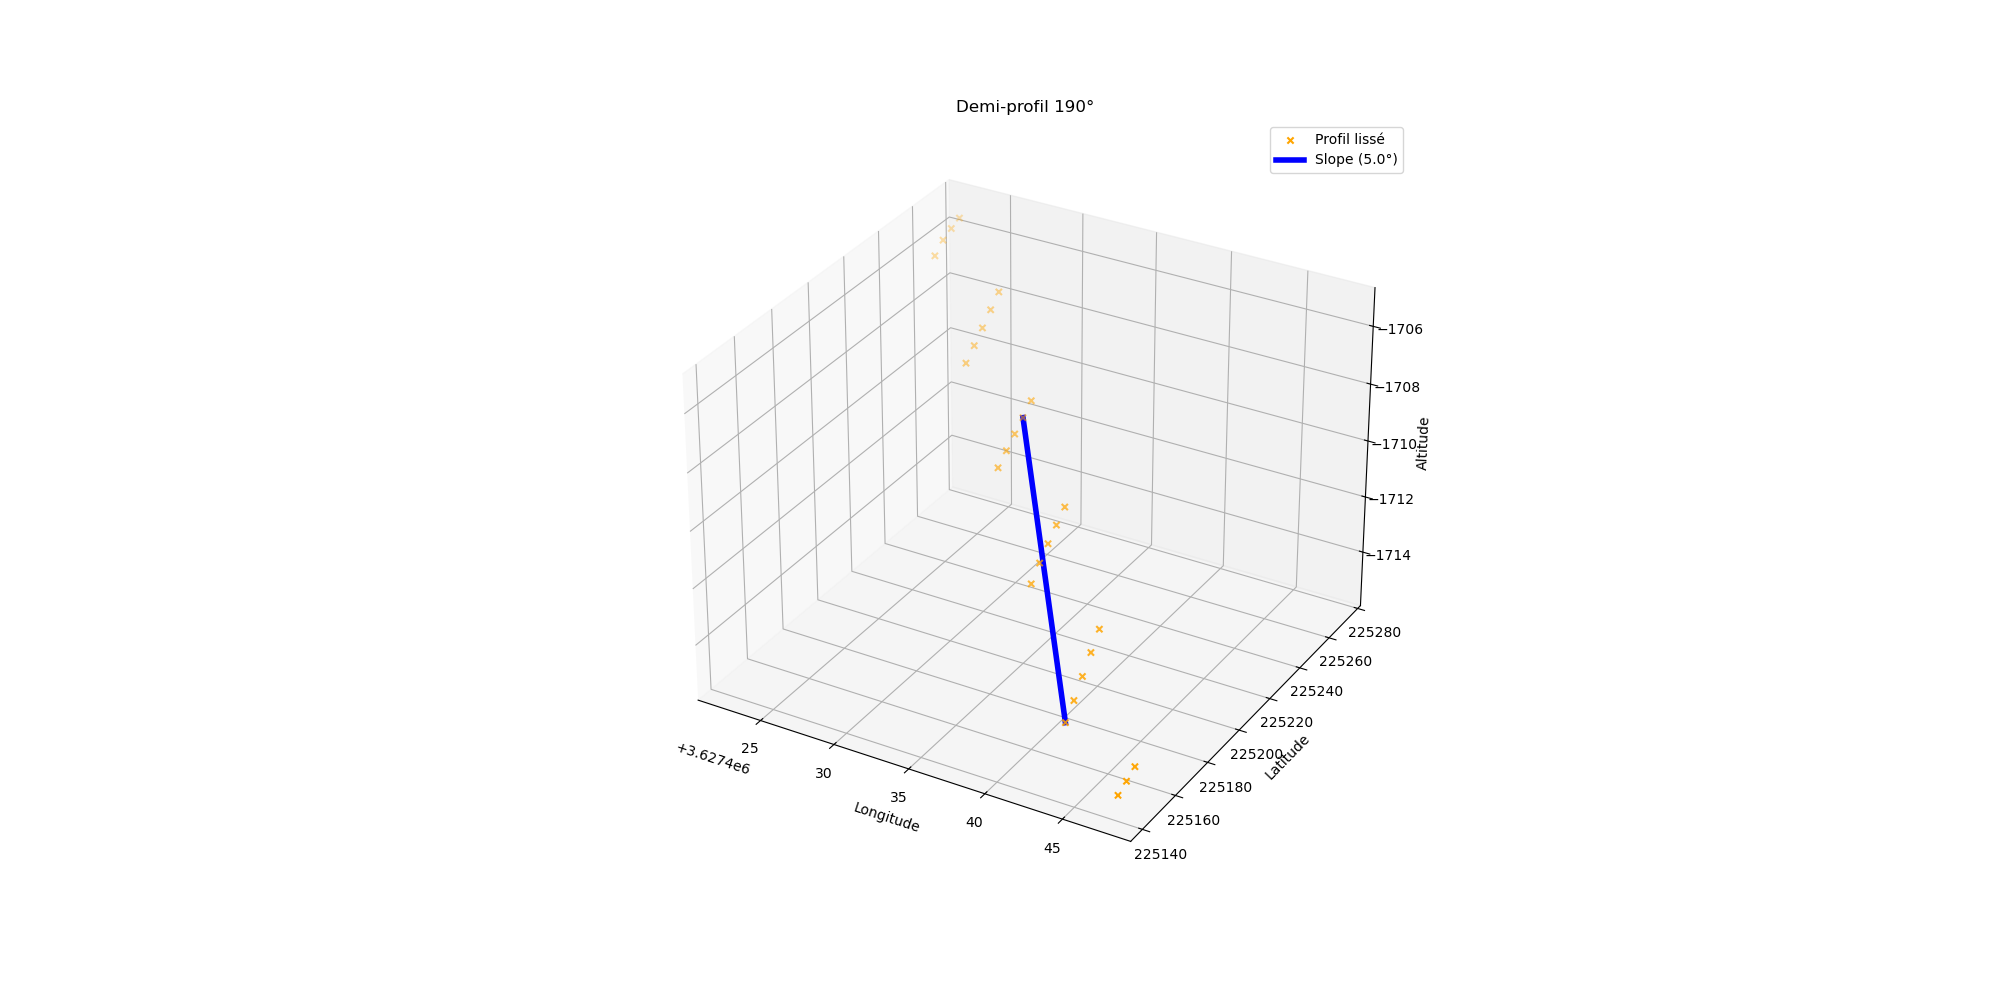 Demi-profil 190°
Profil lissé
Slope (5.0°)
−1706
−1708
−1710
−1712
−1714
Altitude
225280
225260
225240
225220
225200
225180
225160
225140
Latitude
25
30
35
40
45
+3.6274e6
Longitude